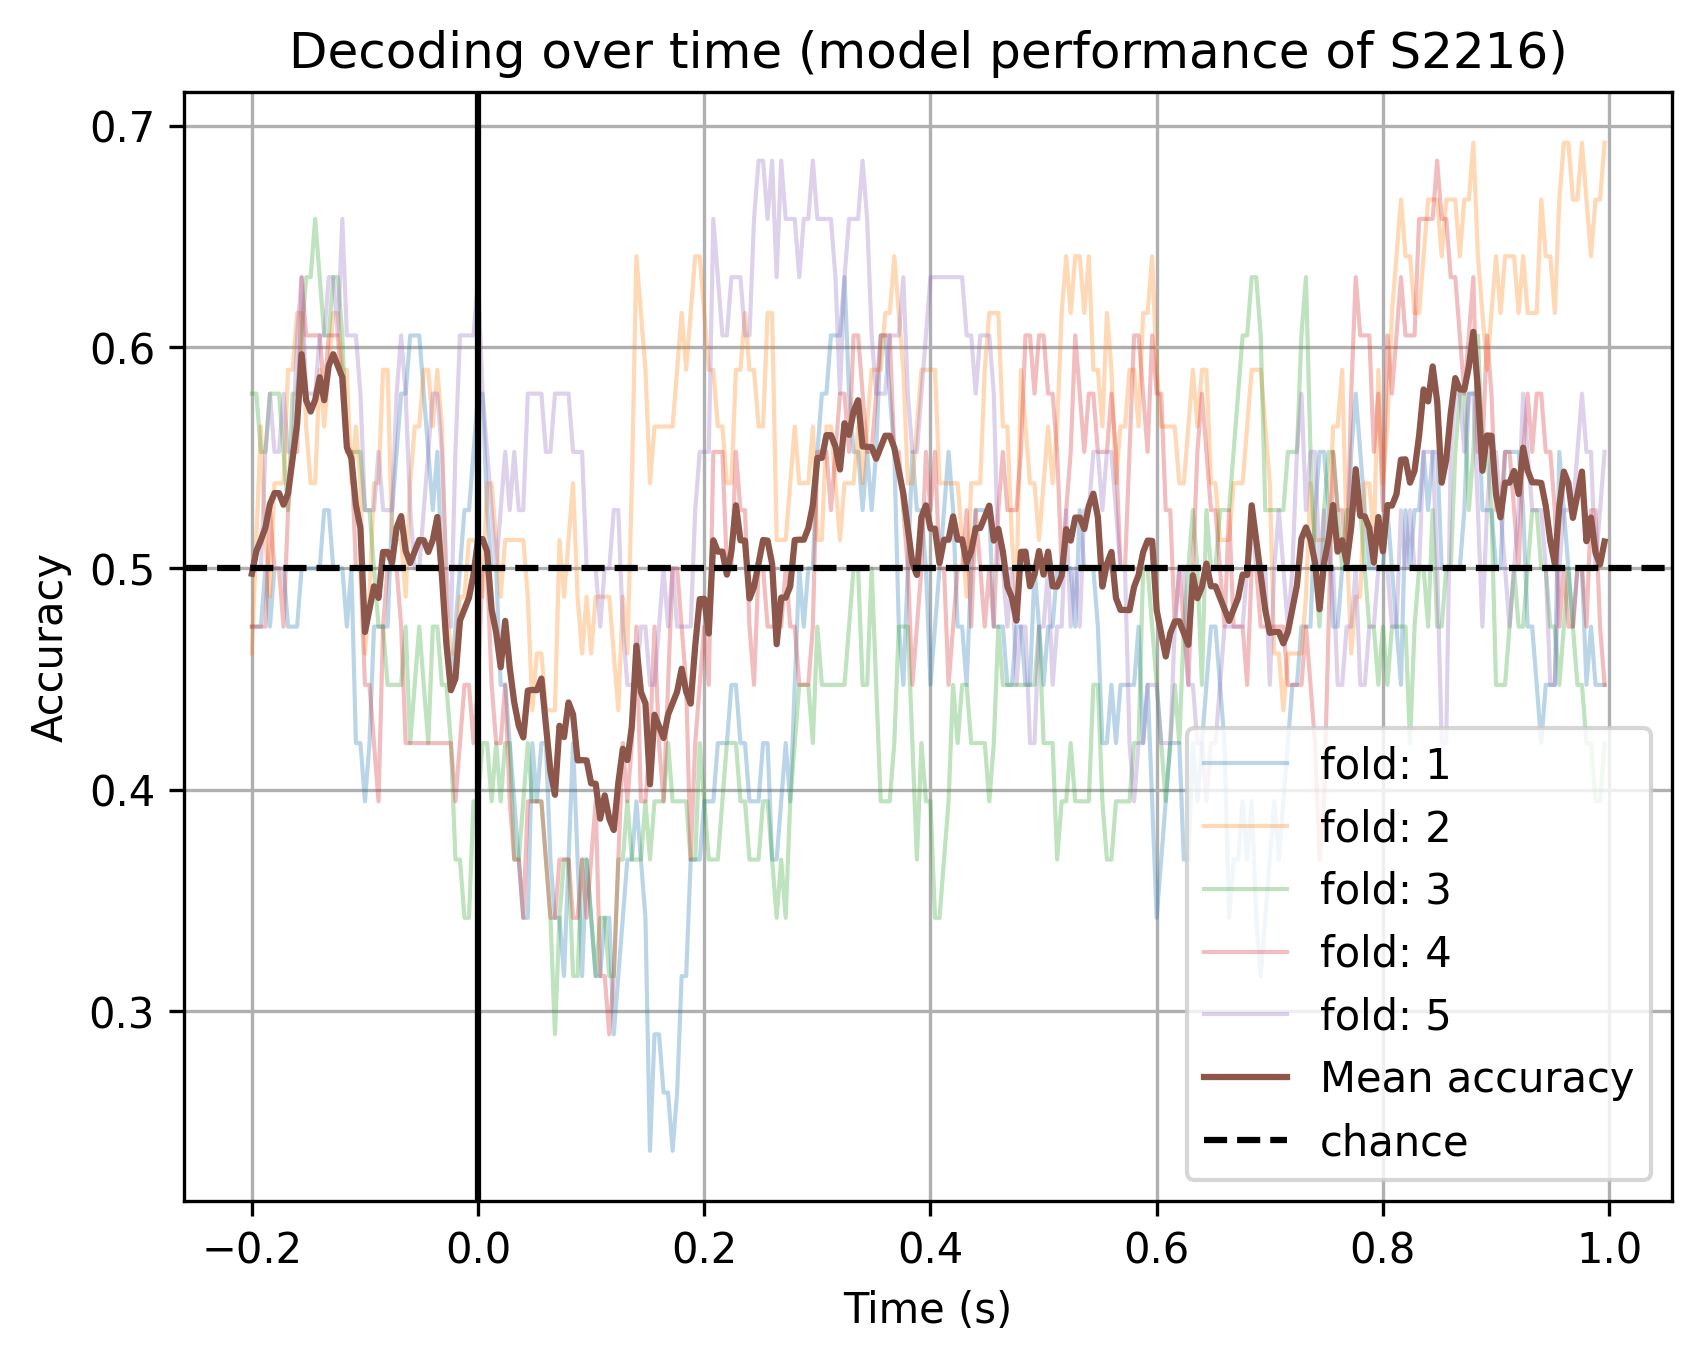 Decoding over time (model performance of S2216)
0.7
0.6
0.5
0.4
0.3
Accuracy
−0.2 0.0 0.2 0.4 0.6 0.8 1.0
Time (s)
fold: 1
fold: 2
fold: 3
fold: 4
fold: 5
Mean accuracy
chance